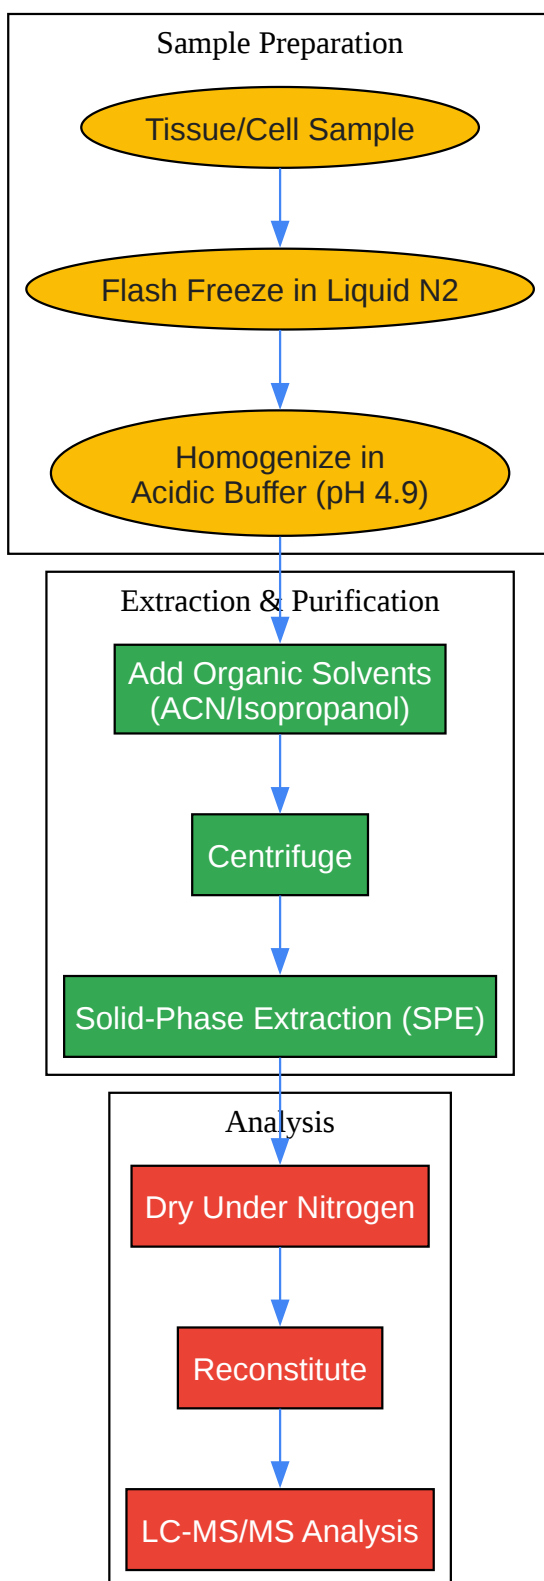 Sample Preparation
Tissue/Cell Sample
Flash Freeze in Liquid N2
Homogenize in
Acidic Buffer (pH 4.9)
Extraction & Purification
Add Organic Solvents
(ACN/Isopropanol)
Centrifuge
Solid-Phase Extraction (SPE)
Analysis
Dry Under Nitrogen
Reconstitute
LC-MS/MS Analysis